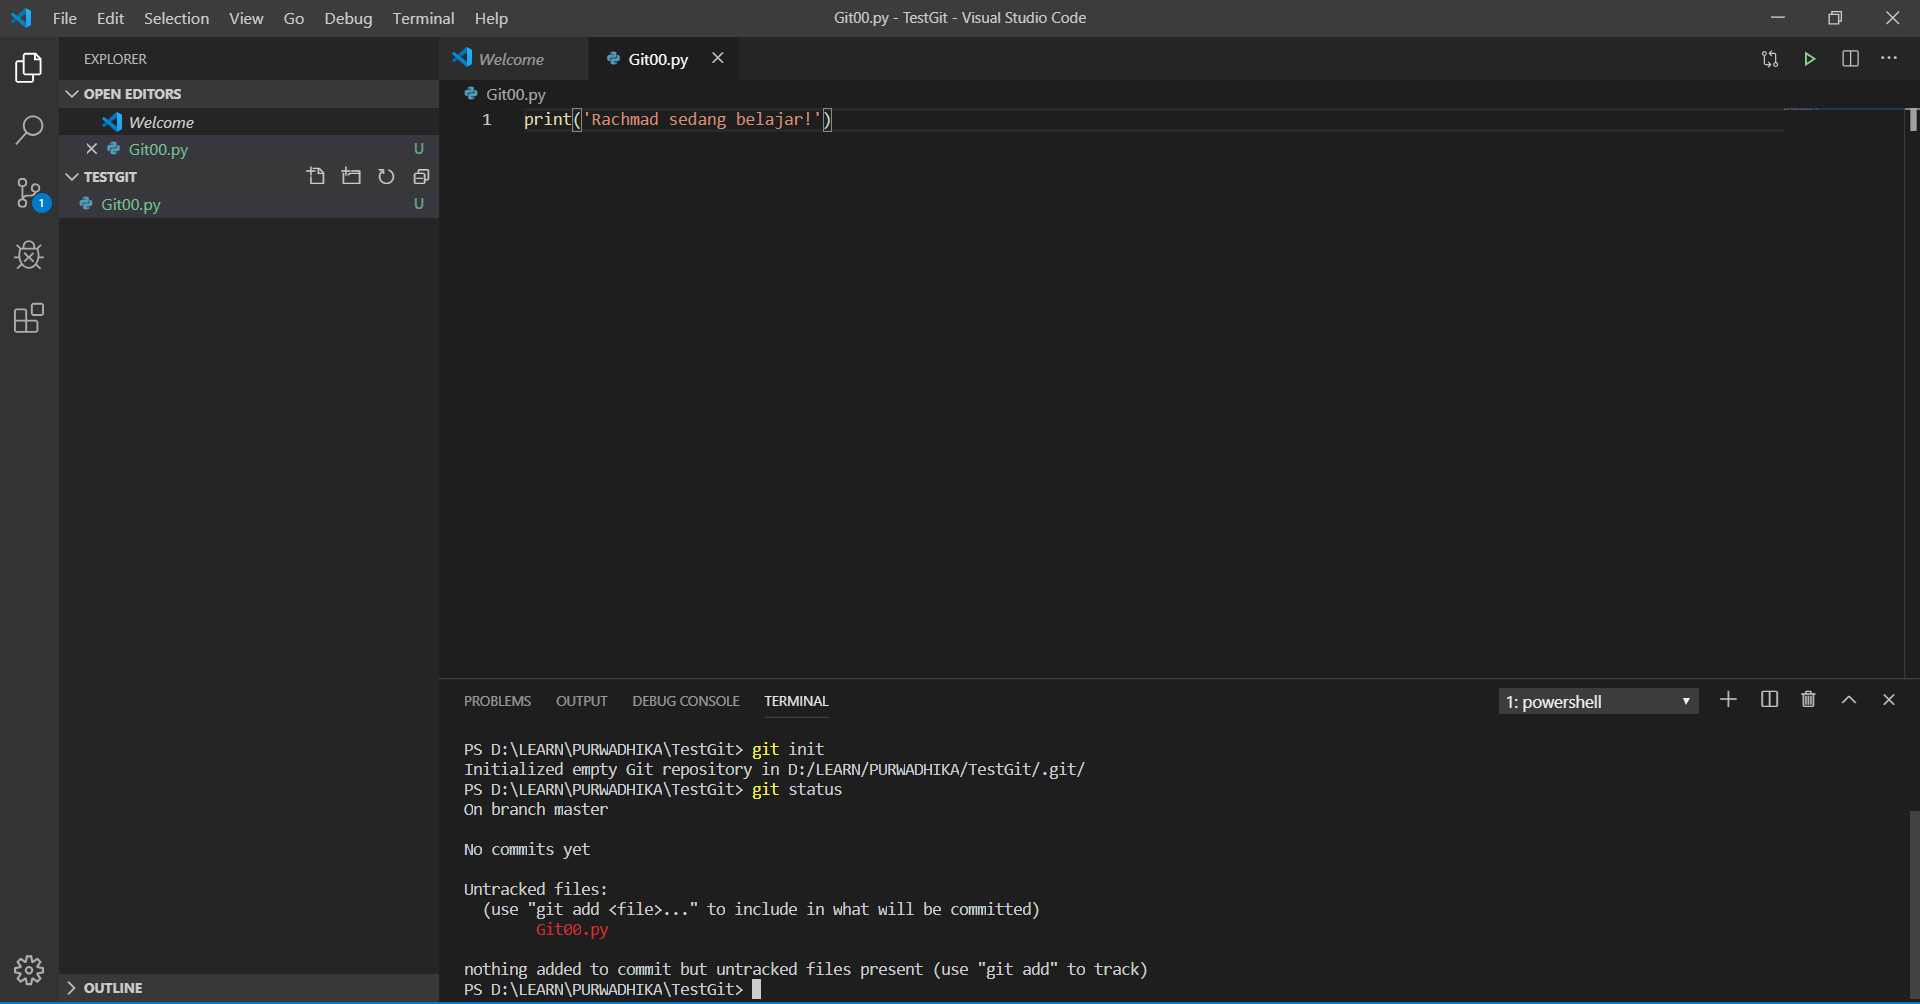 File Edit Selection View Go Debug Terminal Help
Git00.py - TestGit - Visual Studio Code
EXPLORER
OPEN EDITORS
Welcome
Git00.py U
TESTGIT
Git00.py U
1
OUTLINE
Welcome
Git00.py
Git00.py
1 print('Rachmad sedang belajar!')
PROBLEMS OUTPUT DEBUG CONSOLE TERMINAL
1: powershell
PS D:\LEARN\PURWADHIKA\TestGit> git init
Initialized empty Git repository in D:/LEARN/PURWADHIKA/TestGit/.git/
PS D:\LEARN\PURWADHIKA\TestGit> git status
On branch master
No commits yet
Untracked files:
(use "git add <file>..." to include in what will be committed)
Git00.py
nothing added to commit but untracked files present (use "git add" to track)
PS D:\LEARN\PURWADHIKA\TestGit>